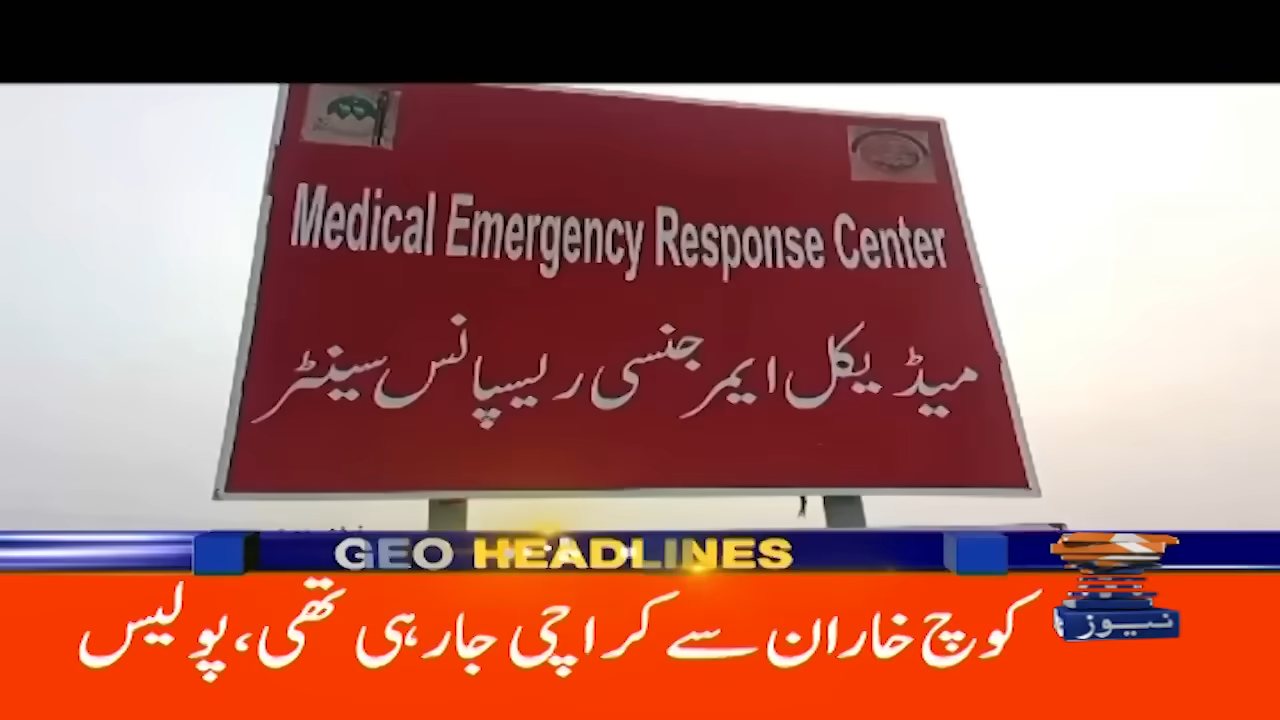 Medical Emergency Response Center
میڈیکل ایمرجنسی ریسپانس سینٹر
GEO HEADLINES
نیوز
کوچ خاران سے کراچی جارہی تھی، پولیس